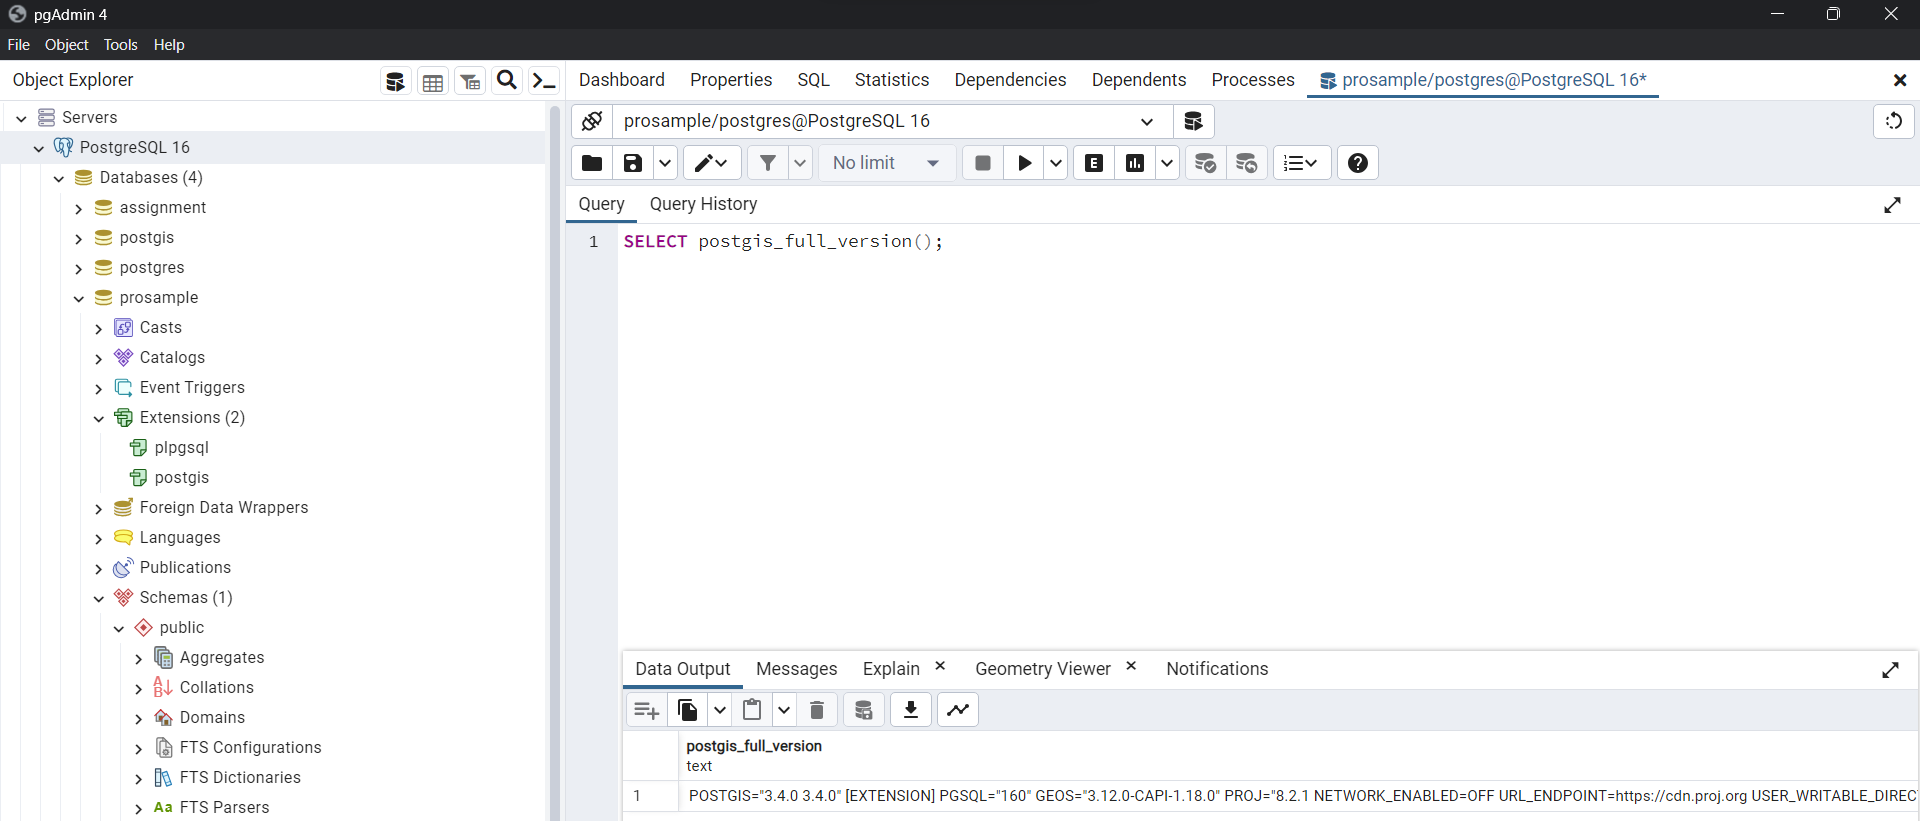 pgAdmin 4
File Object Tools Help
Object Explorer
Dashboard Properties SQL Statistics Dependencies Dependents Processes prosample/postgres@PostgreSQL 16*
Servers
PostgreSQL 16
Databases (4)
assignment
postgis
postgres
prosample
Casts
Catalogs
Event Triggers
Extensions (2)
plpgsql
postgis
Foreign Data Wrappers
Languages
Publications
Schemas (1)
public
Aggregates
Collations
Domains
FTS Configurations
FTS Dictionaries
Aa FTS Parsers
prosample/postgres@PostgreSQL 16
No limit
E
Query Query History
1 SELECT postgis_full_version();
Data Output Messages Explain Geometry Viewer Notifications
postgis_full_version
text
1 POSTGIS="3.4.0 3.4.0" [EXTENSION] PGSQL="160" GEOS="3.12.0-CAPI-1.18.0" PROJ="8.2.1 NETWORK_ENABLED=OFF URL_ENDPOINT=https://cdn.proj.org USER_WRITABLE_DIREC